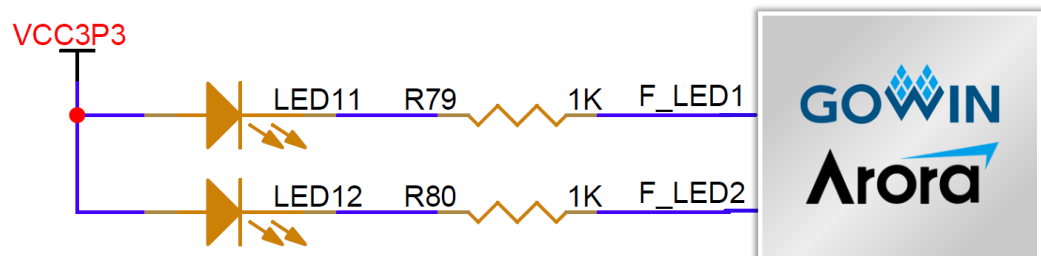 VCC3P3
LED11 R79 1K F_LED1
LED12 R80 1K F_LED2
GOWIN
Arora